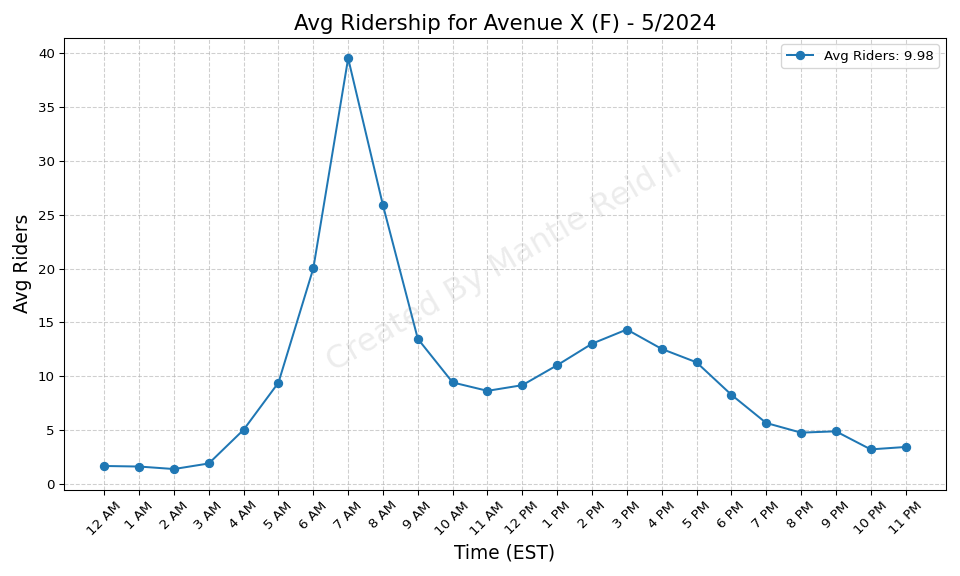 Avg Ridership for Avenue X (F) - 5/2024
Avg Riders: 9.98
Avg Riders
40
35
30
25
20
15
10
5
0
Created By Mantie Reid II
12 AM
1 AM
2 AM
3 AM
4 AM
5 AM
6 AM
7 AM
8 AM
9 AM
10 AM
11 AM
12 PM
1 PM
2 PM
3 PM
4 PM
5 PM
6 PM
7 PM
8 PM
9 PM
10 PM
11 PM
Time (EST)